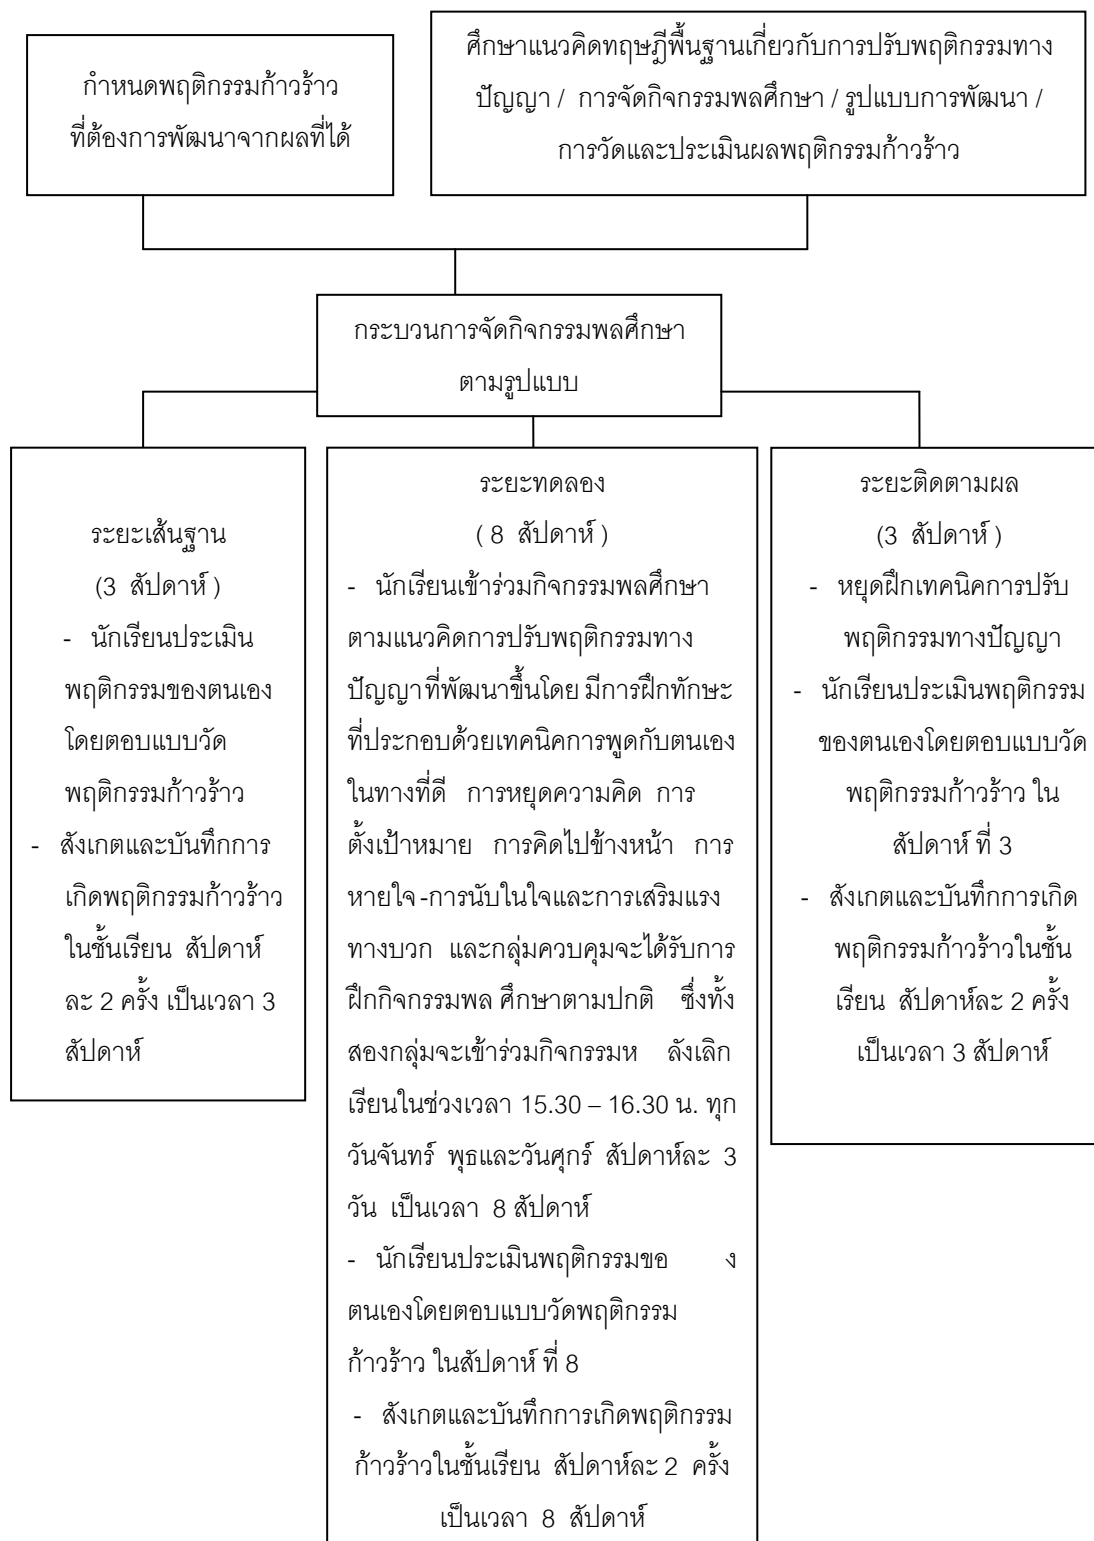 กำหนดพฤติกรรมก้าวร้าว
ที่ต้องการพัฒนาจากผลที่ได้
ศึกษาแนวคิดทฤษฎีพื้นฐานเกี่ยวกับการปรับพฤติกรรมทาง
ปัญญา / การจัดกิจกรรมพลศึกษา / รูปแบบการพัฒนา /
การวัดและประเมินผลพฤติกรรมก้าวร้าว
กระบวนการจัดกิจกรรมพลศึกษา
ตามรูปแบบ
ระยะเส้นฐาน
(3 สัปดาห์ )
- นักเรียนประเมิน
พฤติกรรมของตนเอง
โดยตอบแบบวัด
พฤติกรรมก้าวร้าว
- สังเกตและบันทึกการ
เกิดพฤติกรรมก้าวร้าว
ในชั้นเรียน สัปดาห์
ละ 2 ครั้ง เป็นเวลา 3
สัปดาห์
ระยะทดลอง
( 8 สัปดาห์ )
- นักเรียนเข้าร่วมกิจกรรมพลศึกษา
ตามแนวคิดการปรับพฤติกรรมทาง
ปัญญาที่พัฒนาขึ้นโดย มีการฝึกทักษะ
ที่ประกอบด้วยเทคนิคการพูดกับตนเอง
ในทางที่ดี การหยุดความคิด การ
ตั้งเป้าหมาย การคิดไปข้างหน้า การ
หายใจ -การนับในใจและการเสริมแรง
ทางบวก และกลุ่มควบคุมจะได้รับการ
ฝึกกิจกรรมพล ศึกษาตามปกติ ซึ่งทั้ง
สองกลุ่มจะเข้าร่วมกิจกรรมห ลังเลิก
เรียนในช่วงเวลา 15.30 – 16.30 น. ทุก
วันจันทร์ พุธและวันศุกร์ สัปดาห์ละ 3
วัน เป็นเวลา 8 สัปดาห์
- นักเรียนประเมินพฤติกรรมขอ ง
ตนเองโดยตอบแบบวัดพฤติกรรม
ก้าวร้าว ในสัปดาห์ ที่ 8
- สังเกตและบันทึกการเกิดพฤติกรรม
ก้าวร้าวในชั้นเรียน สัปดาห์ละ 2 ครั้ง
เป็นเวลา 8 สัปดาห์
ระยะติดตามผล
(3 สัปดาห์ )
- หยุดฝึกเทคนิคการปรับ
พฤติกรรมทางปัญญา
- นักเรียนประเมินพฤติกรรม
ของตนเองโดยตอบแบบวัด
พฤติกรรมก้าวร้าว ใน
สัปดาห์ ที่ 3
- สังเกตและบันทึกการเกิด
พฤติกรรมก้าวร้าวในชั้น
เรียน สัปดาห์ละ 2 ครั้ง
เป็นเวลา 3 สัปดาห์